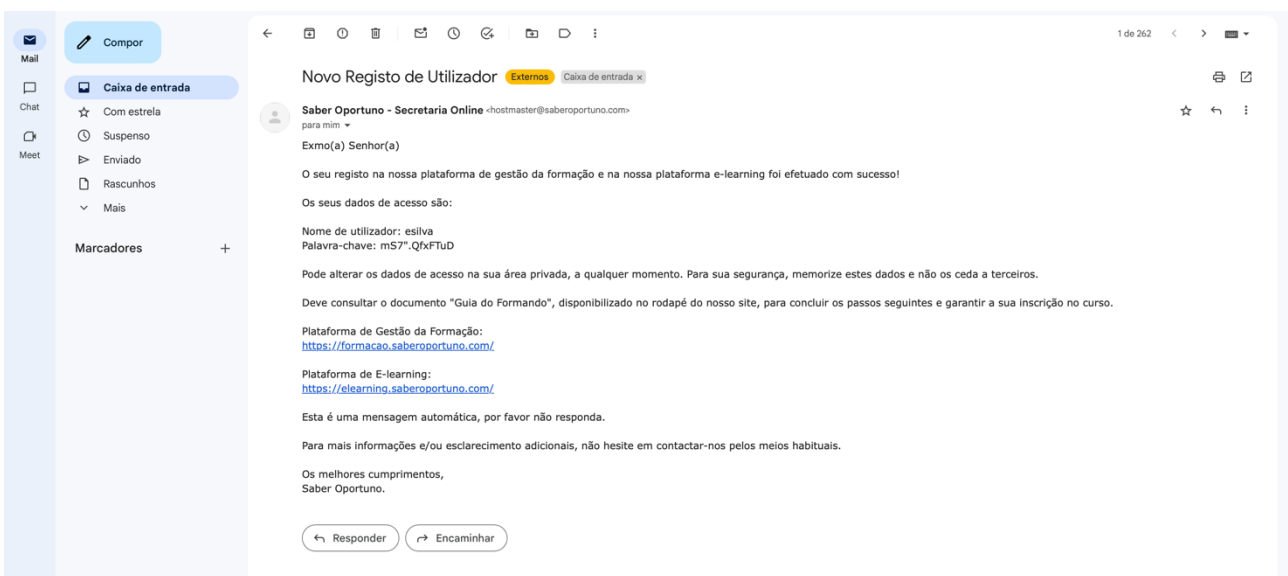 Mail
Chat
Meet
Compor
Caixa de entrada
Com estrela
Suspenso
Enviado
Rascunhos
Mais
Marcadores
1 de 262
Novo Registo de Utilizador Externos Caixa de entrada x
Saber Oportuno - Secretaria Online <hostmaster@saberoportuno.com>
para mim
Exmo(a) Senhor(a)
O seu registo na nossa plataforma de gestão da formação e na nossa plataforma e-learning foi efetuado com sucesso!
Os seus dados de acesso são:
Nome de utilizador: esilva
Palavra-chave: mS7".QfxFTuD
Pode alterar os dados de acesso na sua área privada, a qualquer momento. Para sua segurança, memorize estes dados e não os ceda a terceiros.
Deve consultar o documento "Guia do Formando", disponibilizado no rodapé do nosso site, para concluir os passos seguintes e garantir a sua inscrição no curso.
Plataforma de Gestão da Formação:
https://formacao.saberoportuno.com/
Plataforma de E-learning:
https://elearning.saberoportuno.com/
Esta é uma mensagem automática, por favor não responda.
Para mais informações e/ou esclarecimento adicionais, não hesite em contactar-nos pelos meios habituais.
Os melhores cumprimentos,
Saber Oportuno.
Responder
Encaminhar